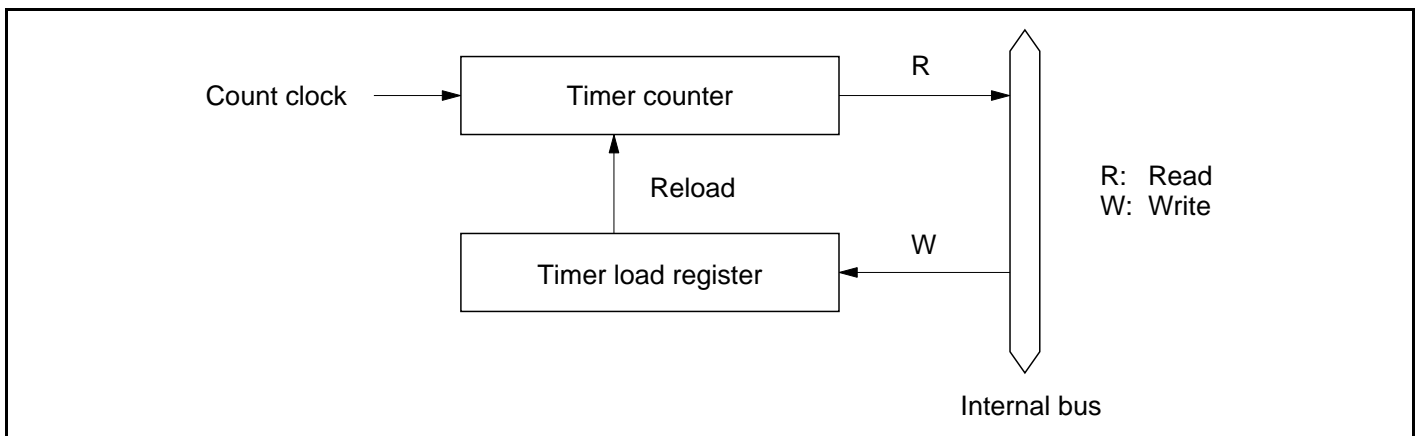 R
Count clock
Timer counter
Reload
R: Read
W: Write
W
Timer load register
Internal bus